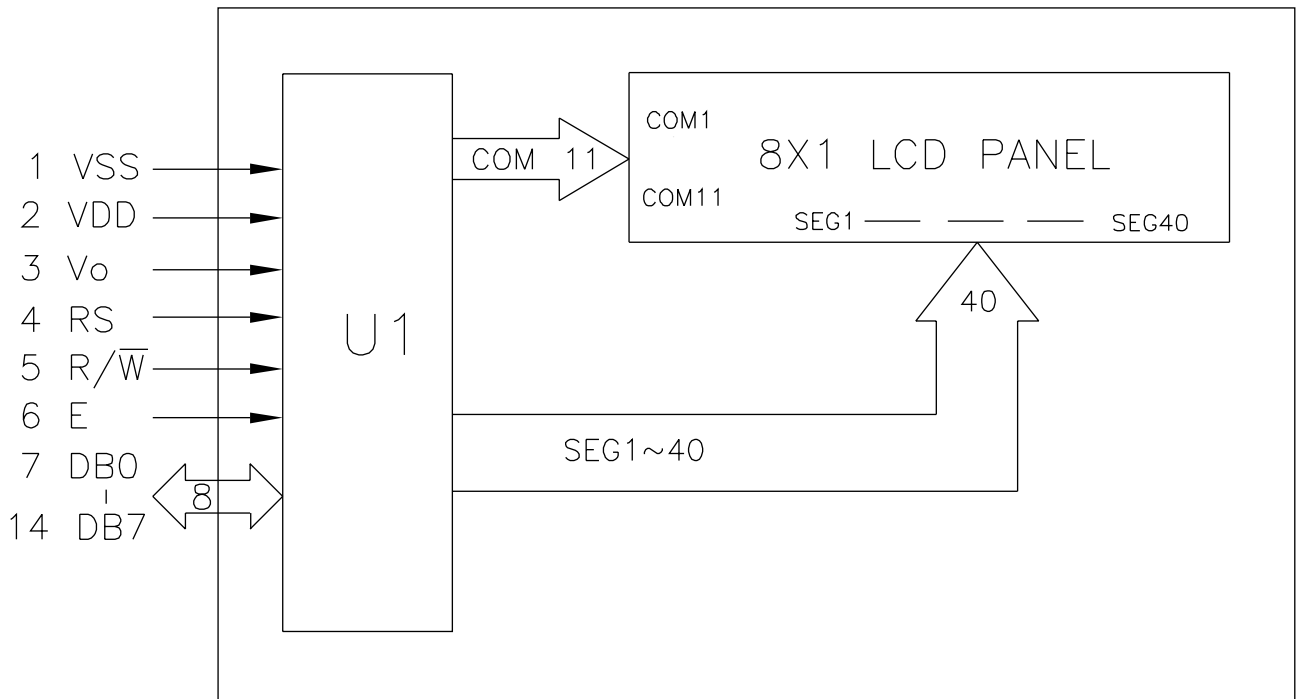 1 VSS
2 VDD
3 Vo
4 RS
5 R/W̅
6 E
7 DB0
14 DB7
8
U1
COM 11
COM1
COM11
8X1 LCD PANEL
SEG1 — — — SEG40
40
SEG1~40